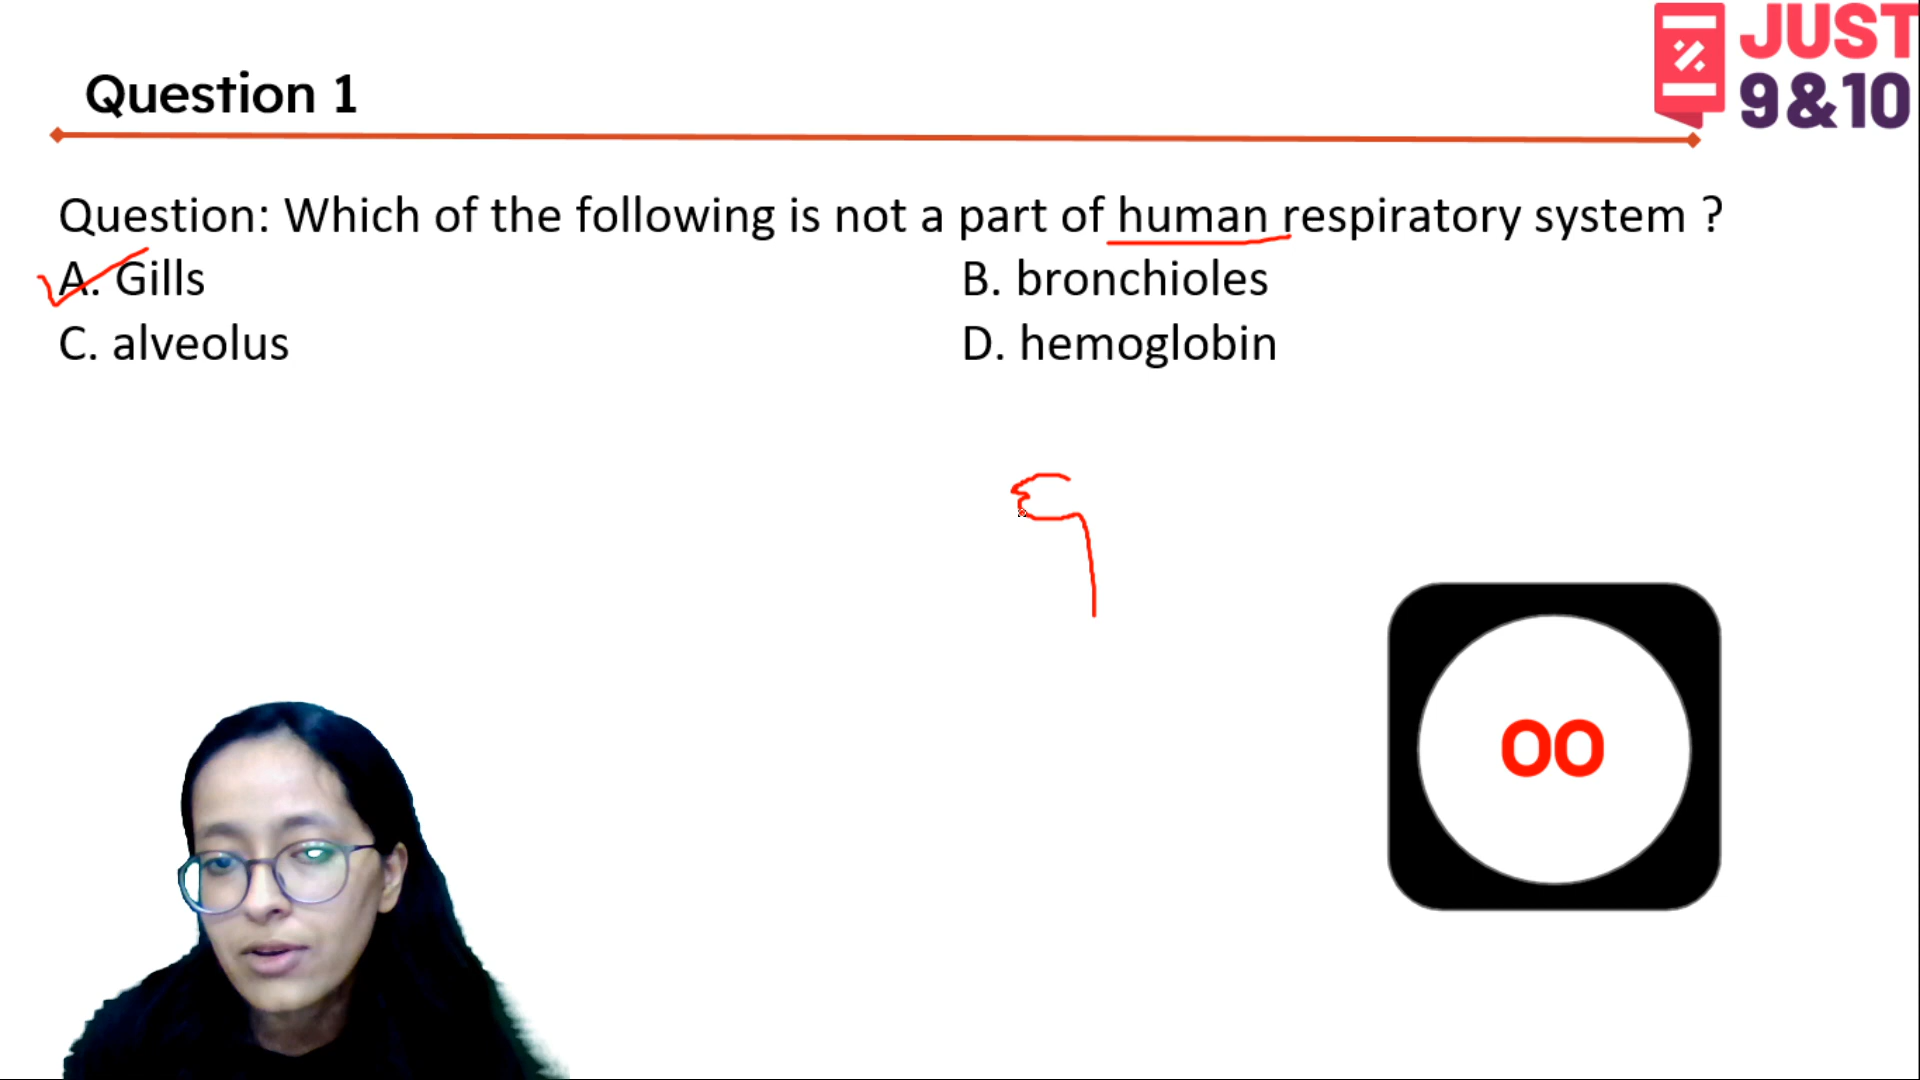 JUST
9&10
Question 1
Question: Which of the following is not a part of human respiratory system ?
A. Gills
B. bronchioles
C. alveolus
D. hemoglobin
00